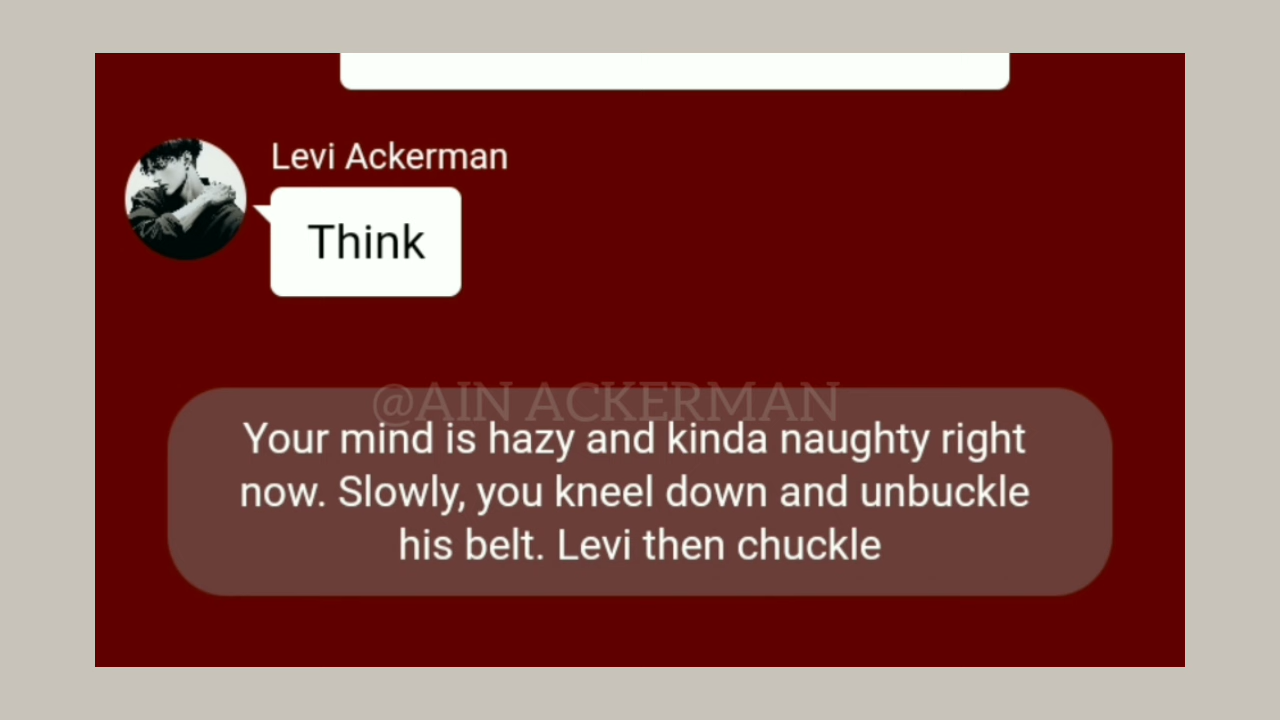 Levi Ackerman
Think
@AIN ACKERMAN
Your mind is hazy and kinda naughty right
now. Slowly, you kneel down and unbuckle
his belt. Levi then chuckle